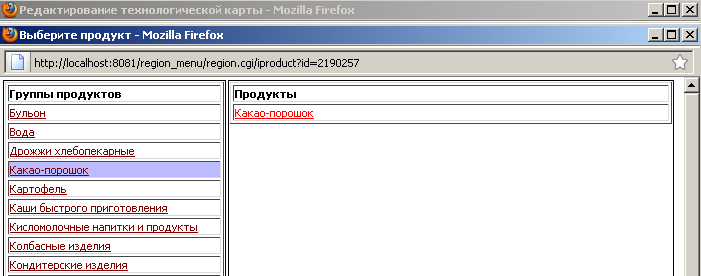 Редактирование технологической карты - Mozilla Firefox
Выберите продукт - Mozilla Firefox
http://localhost:8081/region_menu/region.cgi/iproduct?id=2190257
Группы продуктов
Бульон
Вода
Дрожжи хлебопекарные
Какао-порошок
Картофель
Каши быстрого приготовления
Кисломолочные напитки и продукты
Колбасные изделия
Кондитерские изделия
Продукты
Какао-порошок